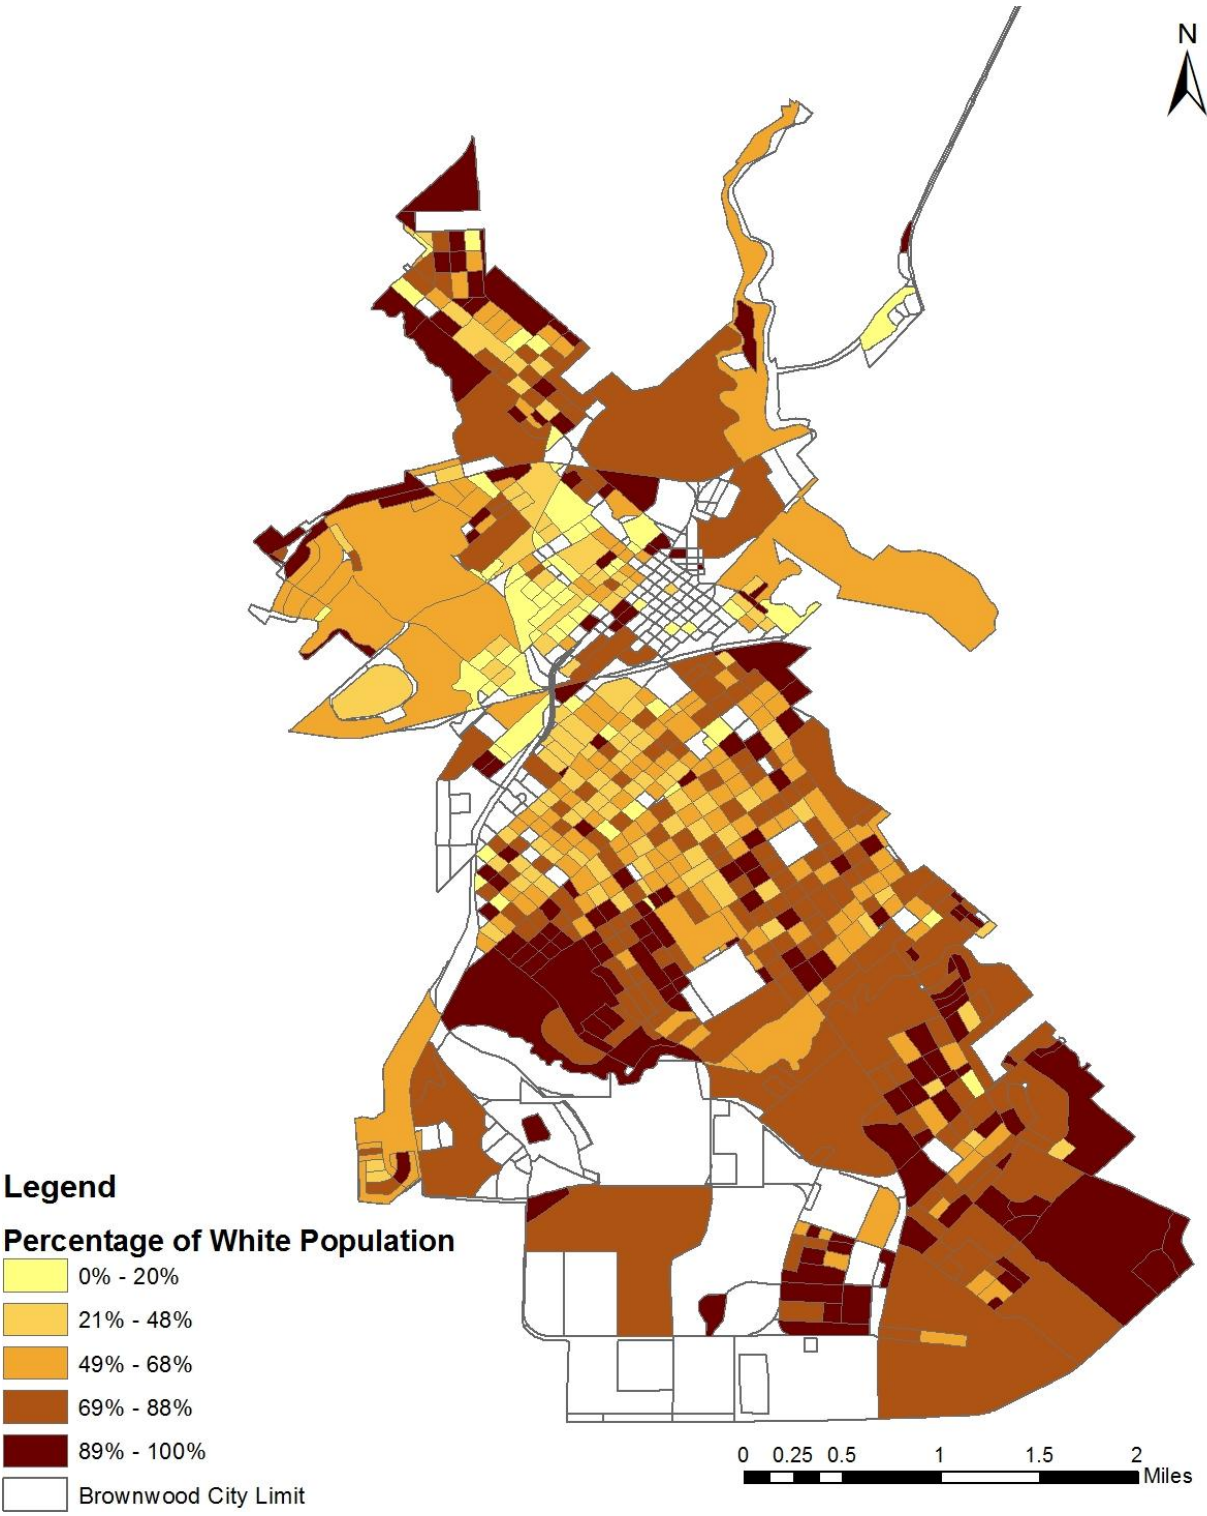 N
Legend
Percentage of White Population
0% - 20%
21% - 48%
49% - 68%
69% - 88%
89% - 100%
Brownwood City Limit
0 0.25 0.5 1 1.5 2
Miles